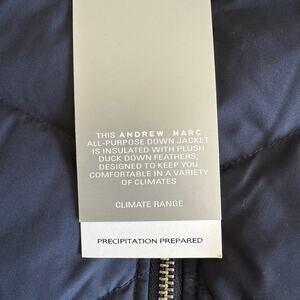 THIS ANDREW MARC
ALL-PURPOSE DOWN JACKET
IS INSULATED WITH PLUSH
DUCK DOWN FEATHERS,
DESIGNED TO KEEP YOU
COMFORTABLE IN A VARIETY
OF CLIMATES
CLIMATE RANGE
PRECIPITATION PREPARED